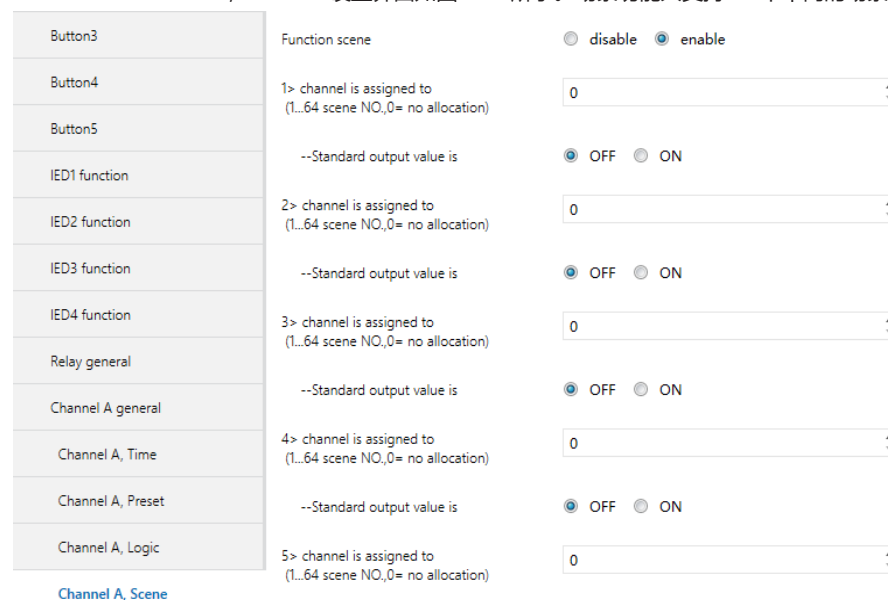 Button3
Button4
Button5
IED1 function
IED2 function
IED3 function
IED4 function
Relay general
Channel A general
Channel A, Time
Channel A, Preset
Channel A, Logic
Channel A, Scene
Function scene
disable enable
1> channel is assigned to
(1...64 scene NO.,0= no allocation)
0
--Standard output value is
OFF ON
2> channel is assigned to
(1...64 scene NO.,0= no allocation)
0
--Standard output value is
OFF ON
3> channel is assigned to
(1...64 scene NO.,0= no allocation)
0
--Standard output value is
OFF ON
4> channel is assigned to
(1...64 scene NO.,0= no allocation)
0
--Standard output value is
OFF ON
5> channel is assigned to
(1...64 scene NO.,0= no allocation)
0